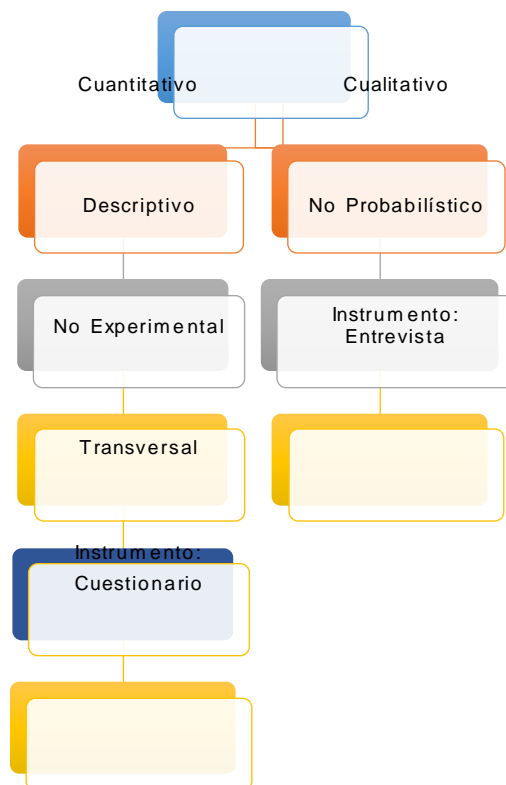 Cuantitativo Cualitativo
Descriptivo
No Probabilístico
No Experimental
Instrumento:
Entrevista
Transversal
Instrumento:
Cuestionario